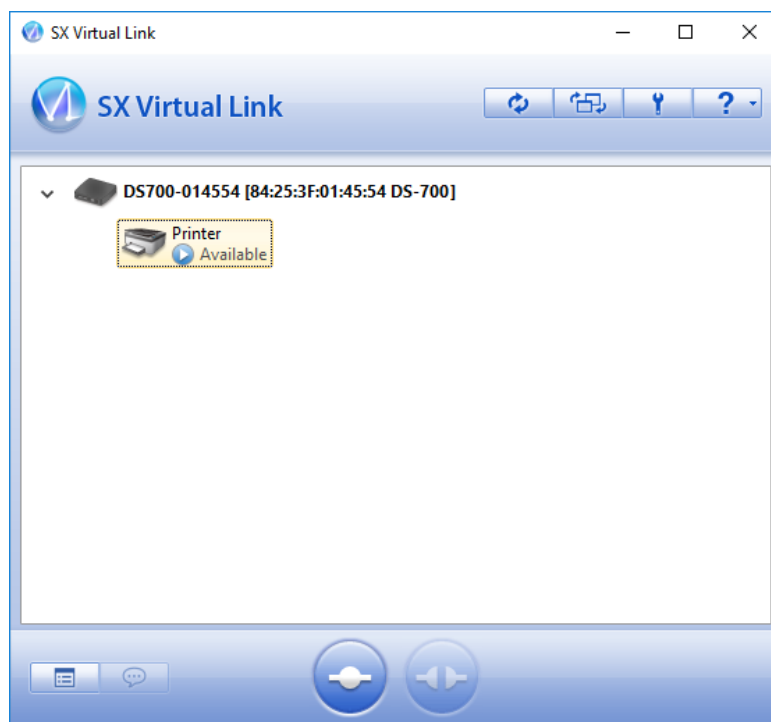 SX Virtual Link
SX Virtual Link
?
DS700-014554 [84:25:3F:01:45:54 DS-700]
Printer
Available